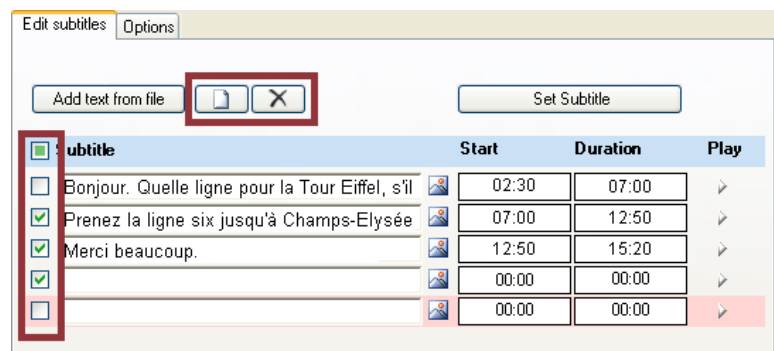 Edit subtitles Options
Add text from file Set Subtitle
ubtitle Start Duration Play
Bonjour. Quelle ligne pour la Tour Eiffel, s'il 02:30 07:00
Prenez la ligne six jusqu'à Champs-Elysée 07:00 12:50
Merci beaucoup. 12:50 15:20
00:00 00:00
00:00 00:00